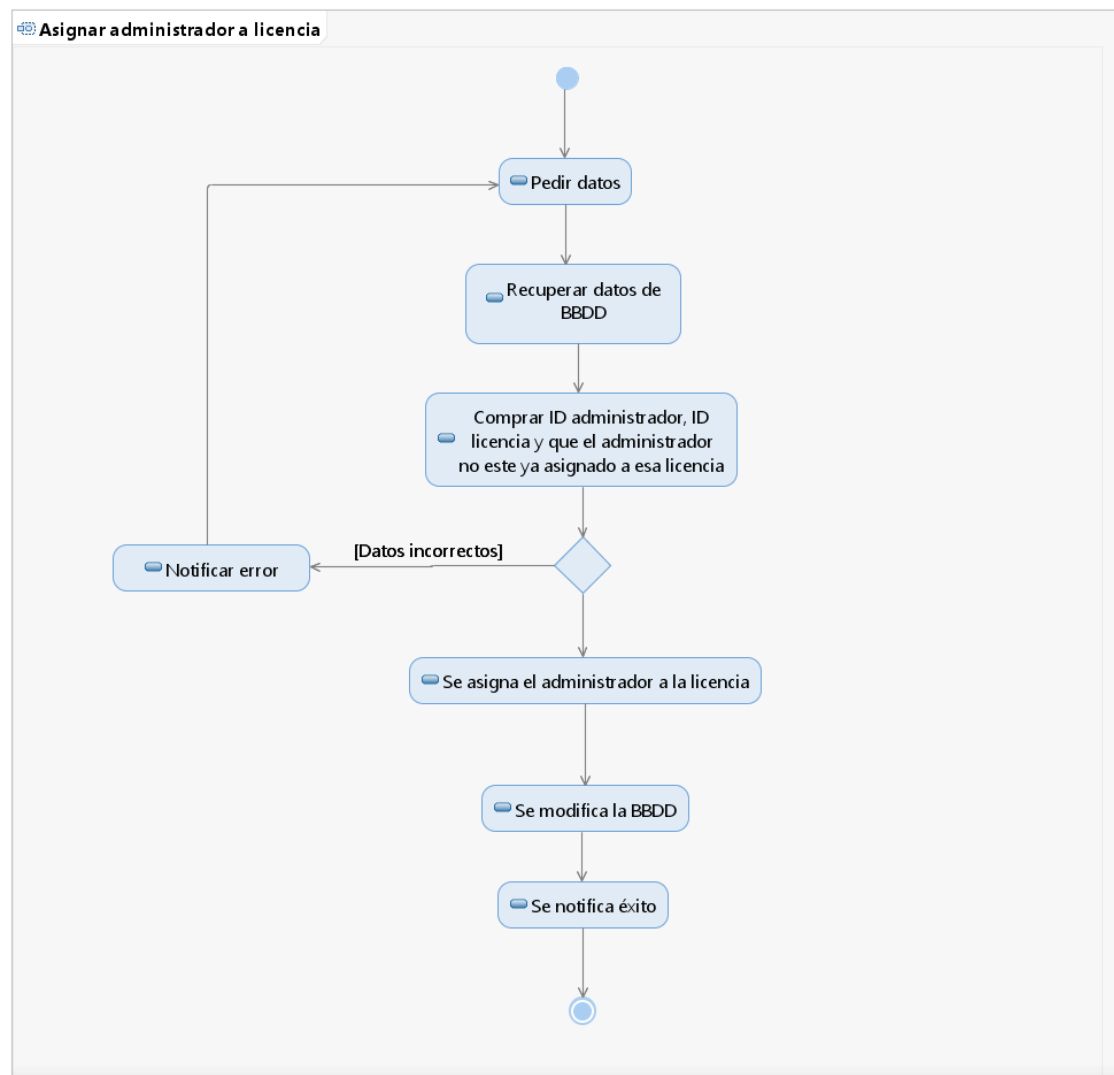 Asignar administrador a licencia
Pedir datos
Recuperar datos de
BBDD
Comprar ID administrador, ID
licencia y que el administrador
no este ya asignado a esa licencia
[Datos incorrectos]
Notificar error
Se asigna el administrador a la licencia
Se modifica la BBDD
Se notifica éxito